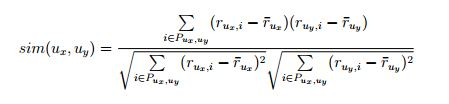 $sim(u_x, u_y) = \frac{\sum_{i \in P_{u_x,u_y}} (r_{u_x,i} - \bar{r}_{u_x})(r_{u_y,i} - \bar{r}_{u_y})}{\sqrt{\sum_{i \in P_{u_x,u_y}} (r_{u_x,i} - \bar{r}_{u_x})^2} \sqrt{\sum_{i \in P_{u_x,u_y}} (r_{u_y,i} - \bar{r}_{u_y})^2}}$